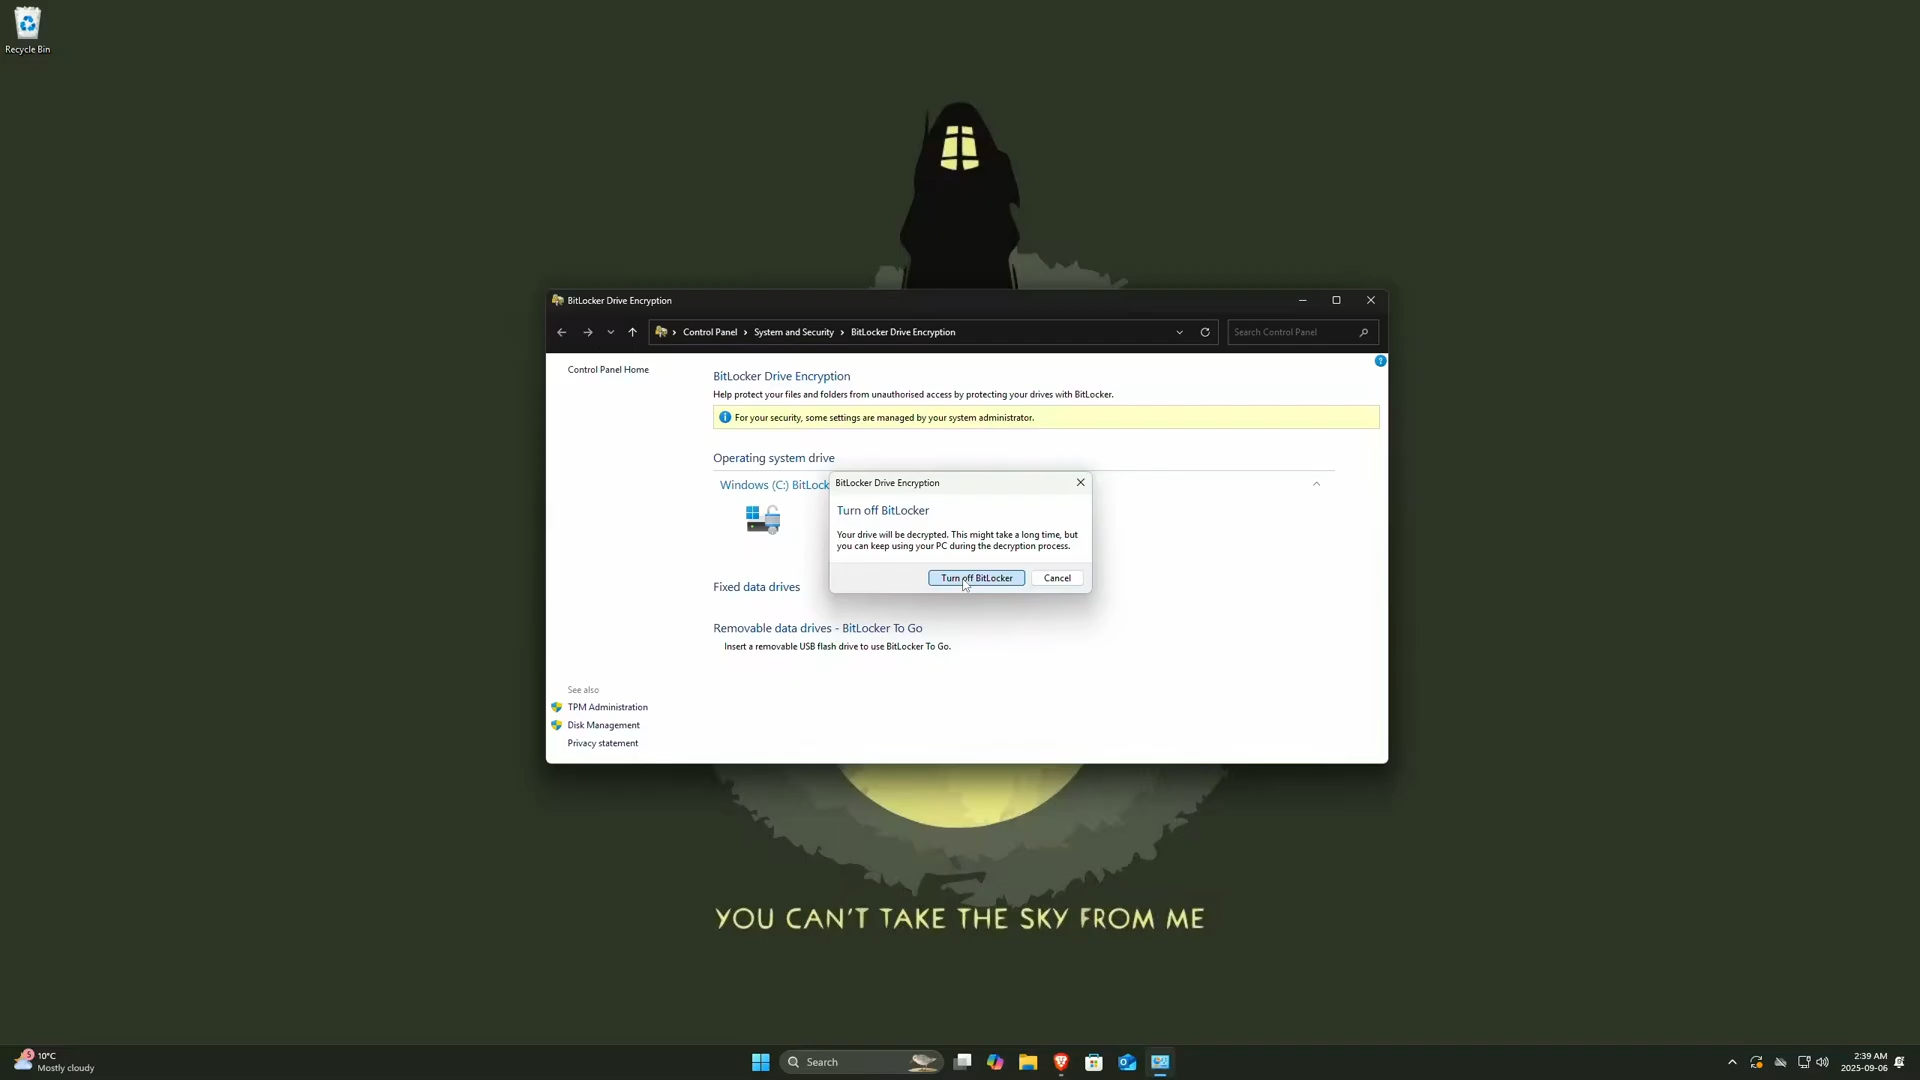 Recycle Bin
BitLocker Drive Encryption
Control Panel › System and Security › BitLocker Drive Encryption
Search Control Panel
Control Panel Home
BitLocker Drive Encryption
Help protect your files and folders from unauthorised access by protecting your drives with BitLocker.
For your security, some settings are managed by your system administrator.
Operating system drive
Windows (C:) BitLock
BitLocker Drive Encryption
Turn off BitLocker
Your drive will be decrypted. This might take a long time, but
you can keep using your PC during the decryption process.
Turn off BitLocker
Cancel
Fixed data drives
Removable data drives - BitLocker To Go
Insert a removable USB flash drive to use BitLocker To Go.
See also
TPM Administration
Disk Management
Privacy statement
YOU CAN'T TAKE THE SKY FROM ME
10°C
Mostly cloudy
Search
2:39 AM
2025-09-06